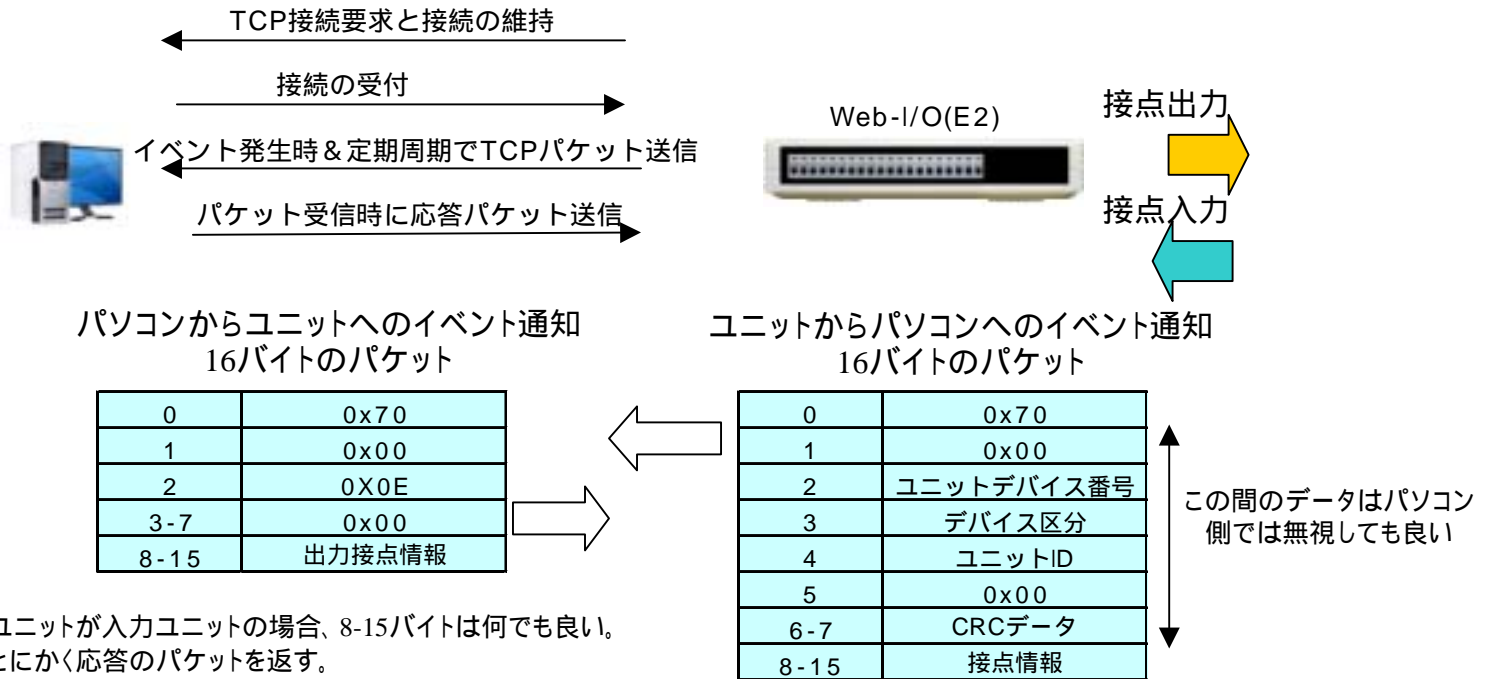 TCP接続要求と接続の維持
接続の受付
イベント発生時＆定期周期でTCPパケット送信
パケット受信時に応答パケット送信
Web-I/O(E2)
接点出力
接点入力
パソコンからユニットへのイベント通知
16バイトのパケット
0 0x70
1 0x00
2 0X0E
3-7 0x00
8-15 出力接点情報
ユニットが入力ユニットの場合、8-15バイトは何でも良い。
とにかく応答のパケットを返す。
ユニットからパソコンへのイベント通知
16バイトのパケット
0 0x70
1 0x00
2 ユニットデバイス番号
3 デバイス区分
4 ユニットID
5 0x00
6-7 CRCデータ
8-15 接点情報
この間のデータはパソコン
側では無視しても良い